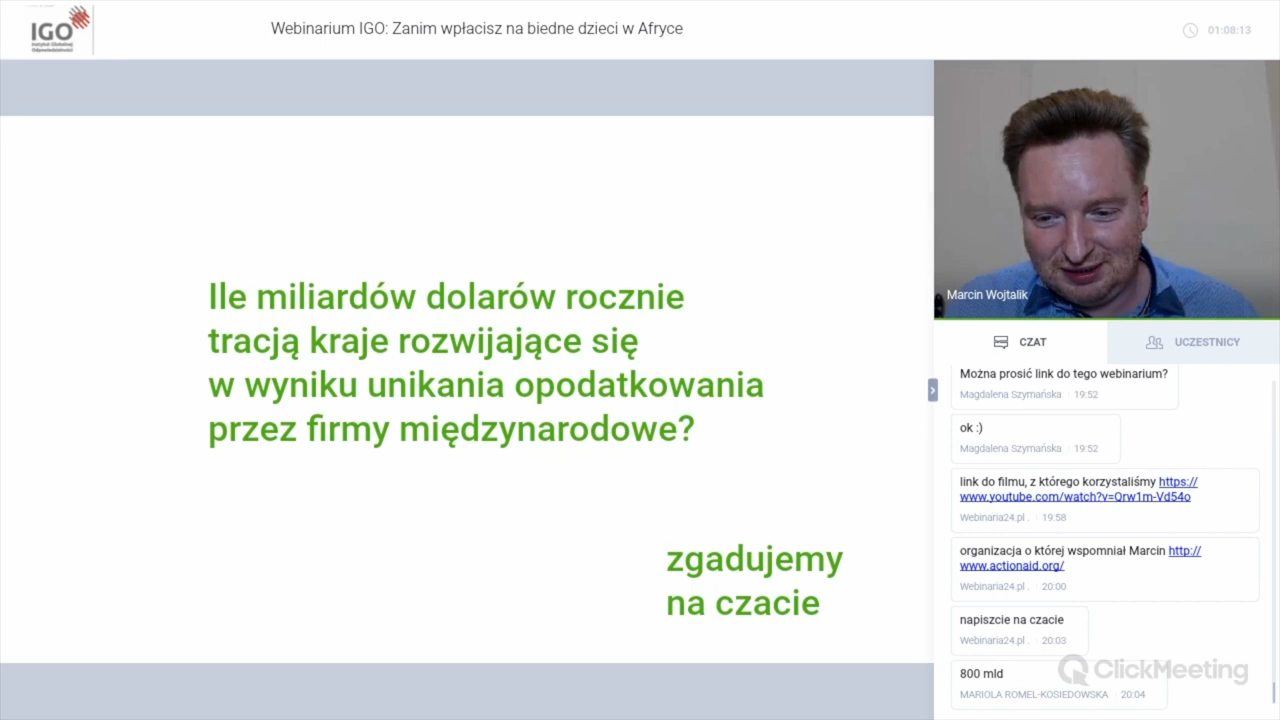 IGO
Instytut Globalnej
Odpowiedzialności
Webinarium IGO: Zanim wpłacisz na biedne dzieci w Afryce
01:08:13
Ile miliardów dolarów rocznie
tracją kraje rozwijające się
w wyniku unikania opodatkowania
przez firmy międzynarodowe?
zgadujemy
na czacie
Marcin Wojtalik
CZAT
UCZESTNICY
Można prosić link do tego webinarium?
Magdalena Szymańska · 19:52
ok :)
Magdalena Szymańska · 19:52
link do filmu, z którego korzystaliśmy https://
www.youtube.com/watch?v=Qrw1m-Vd54o
Webinaria24.pl . · 19:58
organizacja o której wspomniał Marcin http://
www.actionaid.org/
Webinaria24.pl . · 20:00
napiszcie na czacie
Webinaria24.pl . · 20:03
800 mld
MARIOLA ROMEL-KOSIEDOWSKA · 20:04
ClickMeeting